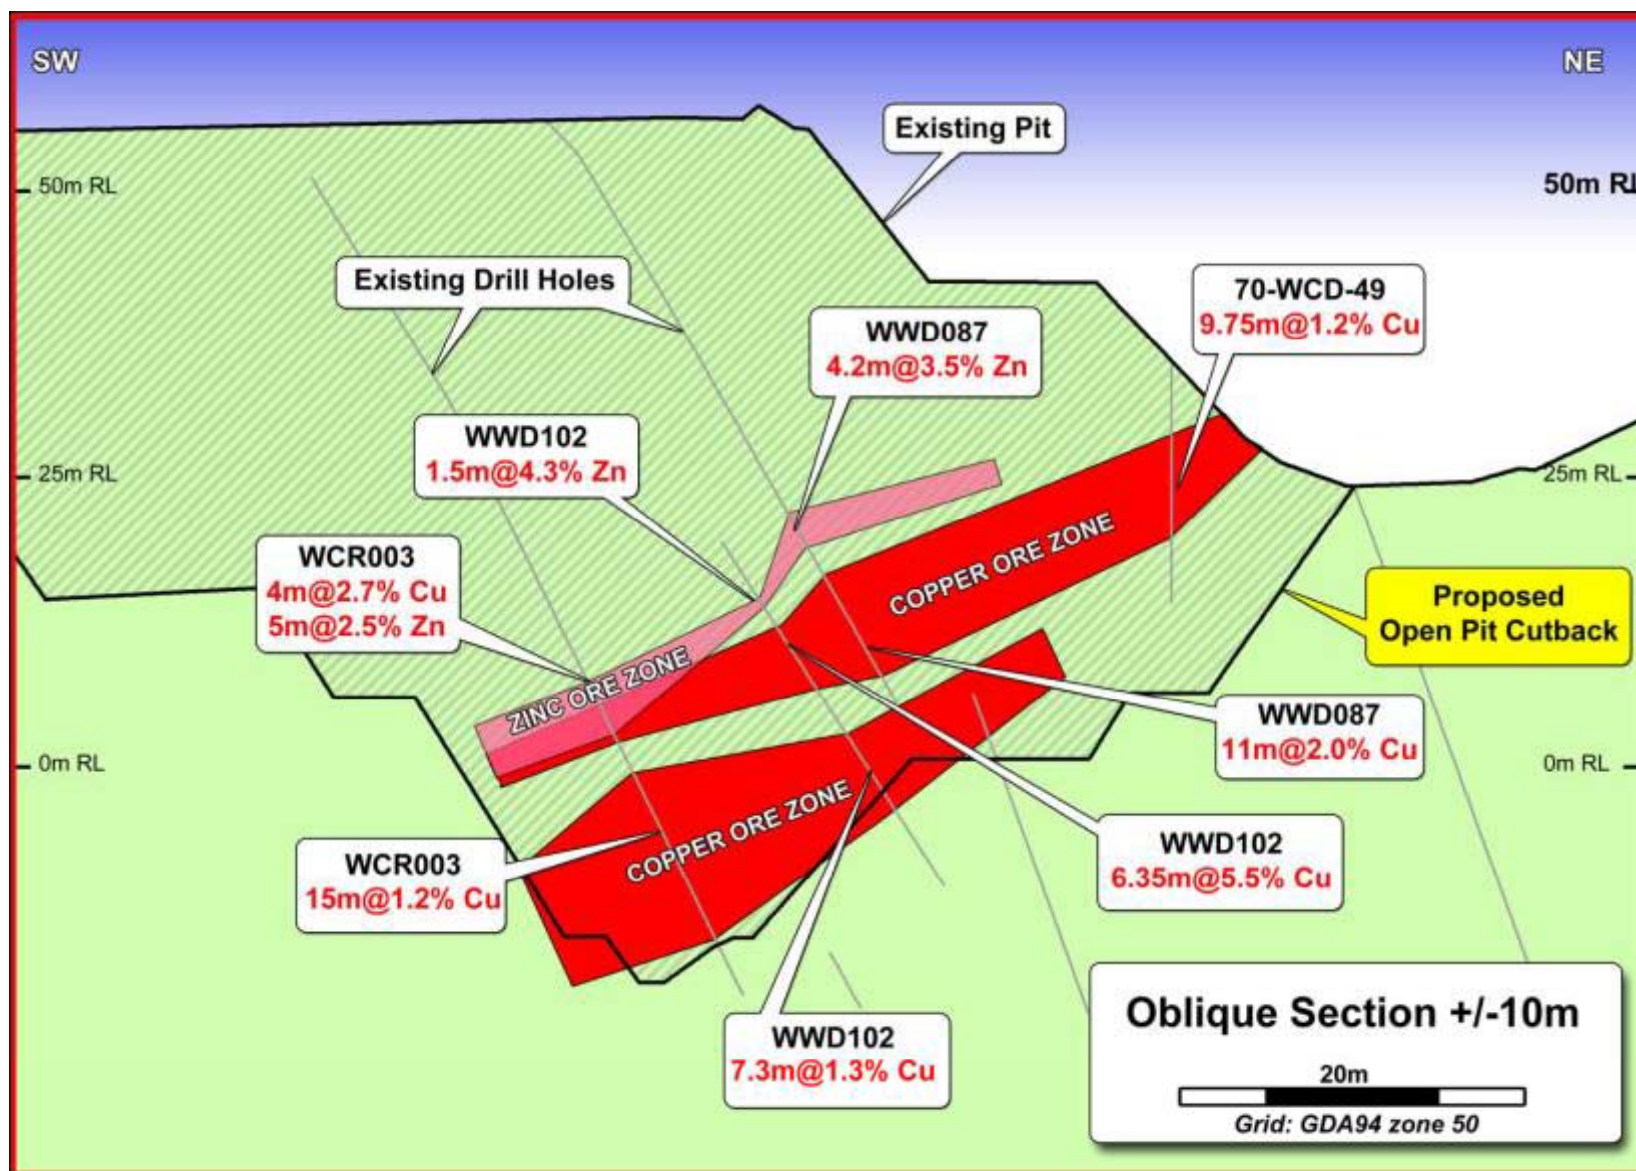 SW
NE
Existing Pit
50m RL
50m RL
Existing Drill Holes
70-WCD-49
9.75m@1.2% Cu
WWD087
4.2m@3.5% Zn
WWD102
1.5m@4.3% Zn
25m RL
25m RL
WCR003
4m@2.7% Cu
5m@2.5% Zn
COPPER ORE ZONE
Proposed
Open Pit Cutback
ZINC ORE ZONE
WWD087
11m@2.0% Cu
0m RL
0m RL
COPPER ORE ZONE
WWD102
6.35m@5.5% Cu
WCR003
15m@1.2% Cu
WWD102
7.3m@1.3% Cu
Oblique Section +/-10m
20m
Grid: GDA94 zone 50